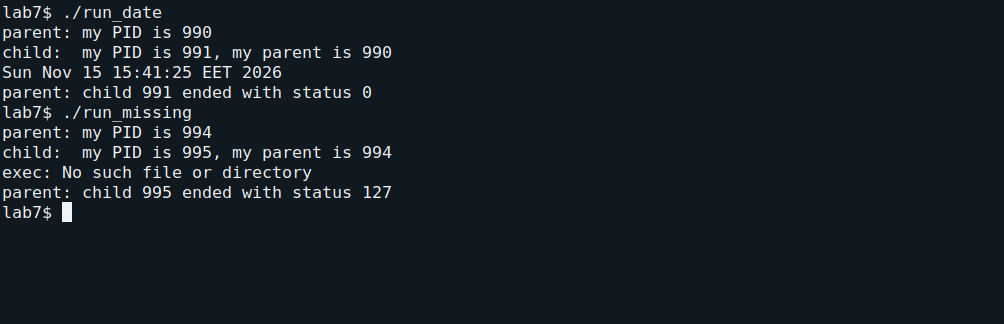 lab7$ ./run_date
parent: my PID is 990
child:  my PID is 991, my parent is 990
Sun Nov 15 15:41:25 EET 2026
parent: child 991 ended with status 0
lab7$ ./run_missing
parent: my PID is 994
child:  my PID is 995, my parent is 994
exec: No such file or directory
parent: child 995 ended with status 127
lab7$